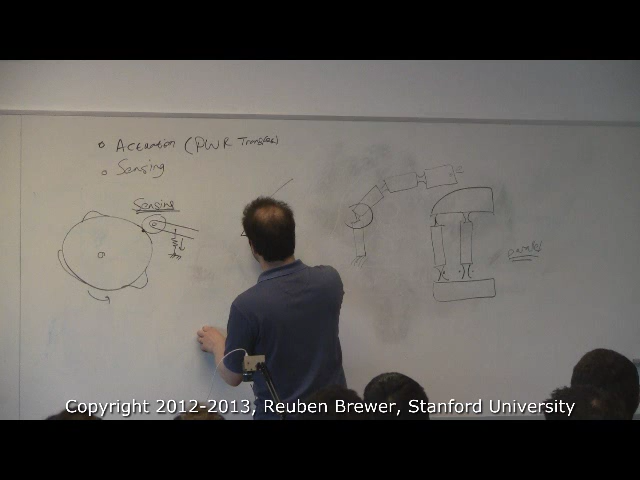 Actuation (PWR Transfer)
Sensing
Sensing
Copyright 2012-2013, Reuben Brewer, Stanford University